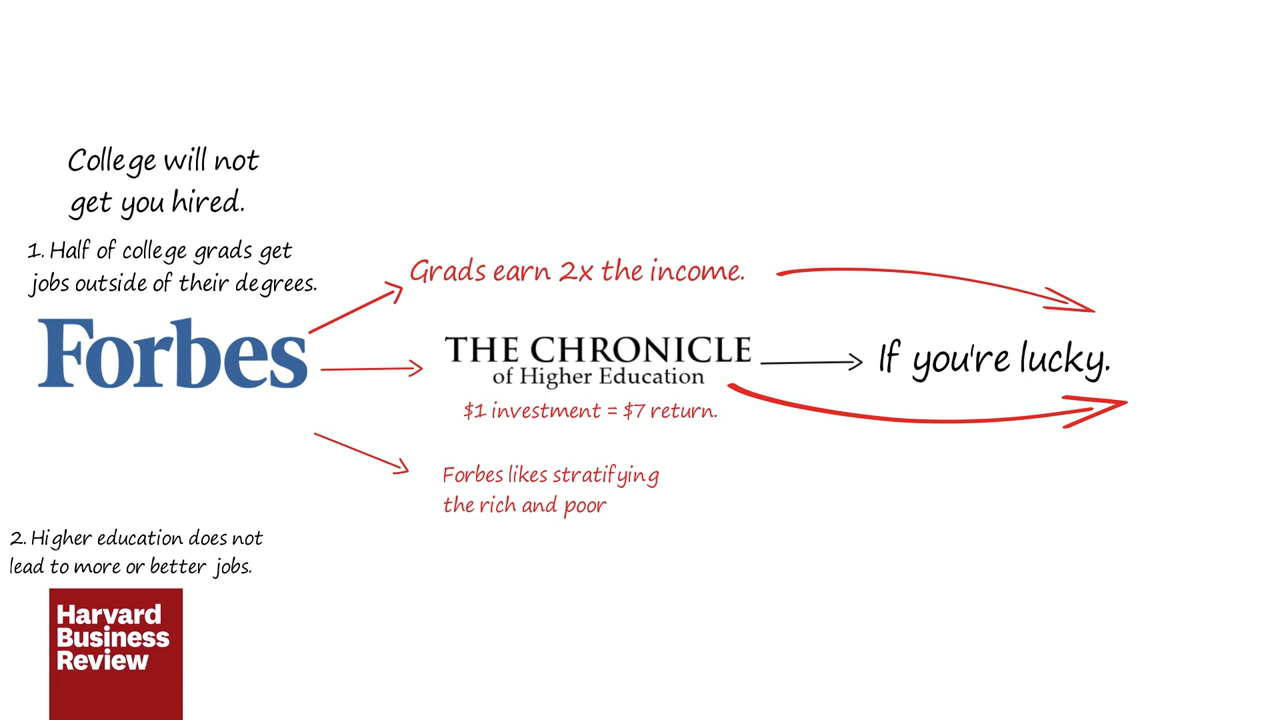 College will not
get you hired.
1. Half of college grads get
jobs outside of their degrees.
Forbes
Grads earn 2x the income.
THE CHRONICLE
of Higher Education
$1 investment = $7 return.
If you're lucky.
Forbes likes stratifying
the rich and poor
2. Higher education does not
lead to more or better jobs.
Harvard
Business
Review